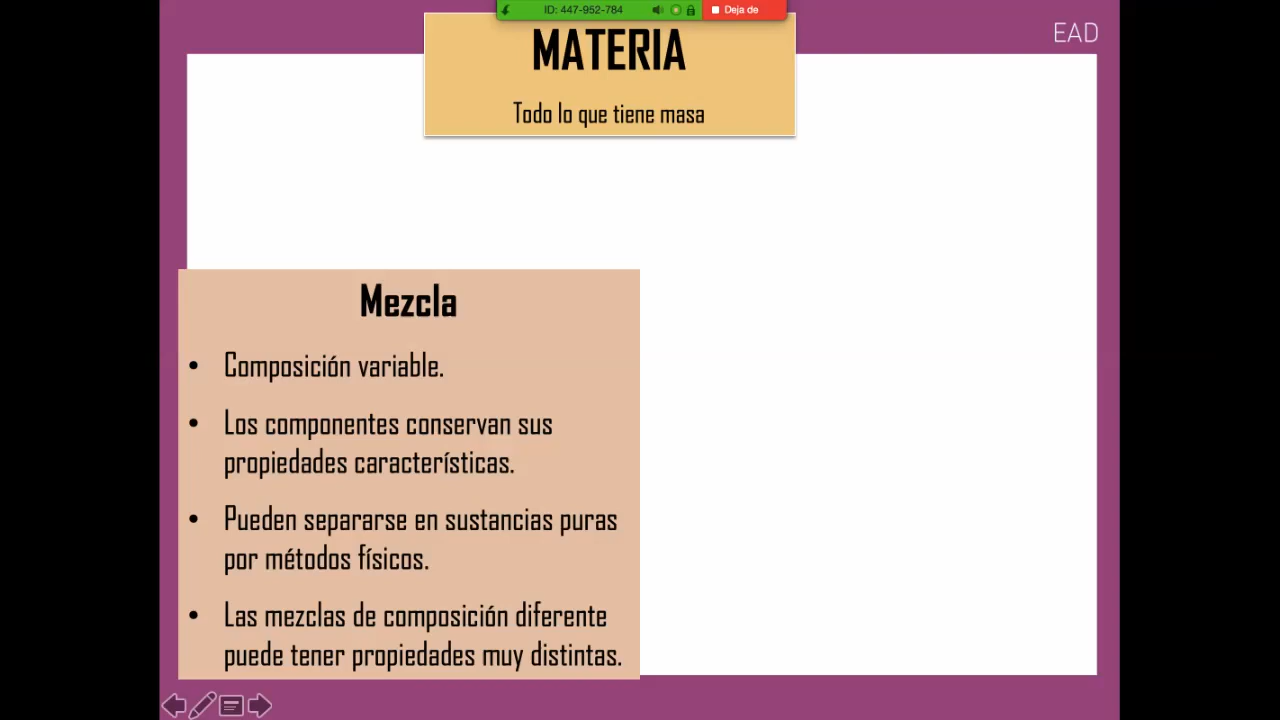 ID: 447-952-784
Deja de
EAD
MATERIA
Todo lo que tiene masa
Mezcla
• Composición variable.
• Los componentes conservan sus
propiedades características.
• Pueden separarse en sustancias puras
por métodos físicos.
• Las mezclas de composición diferente
puede tener propiedades muy distintas.